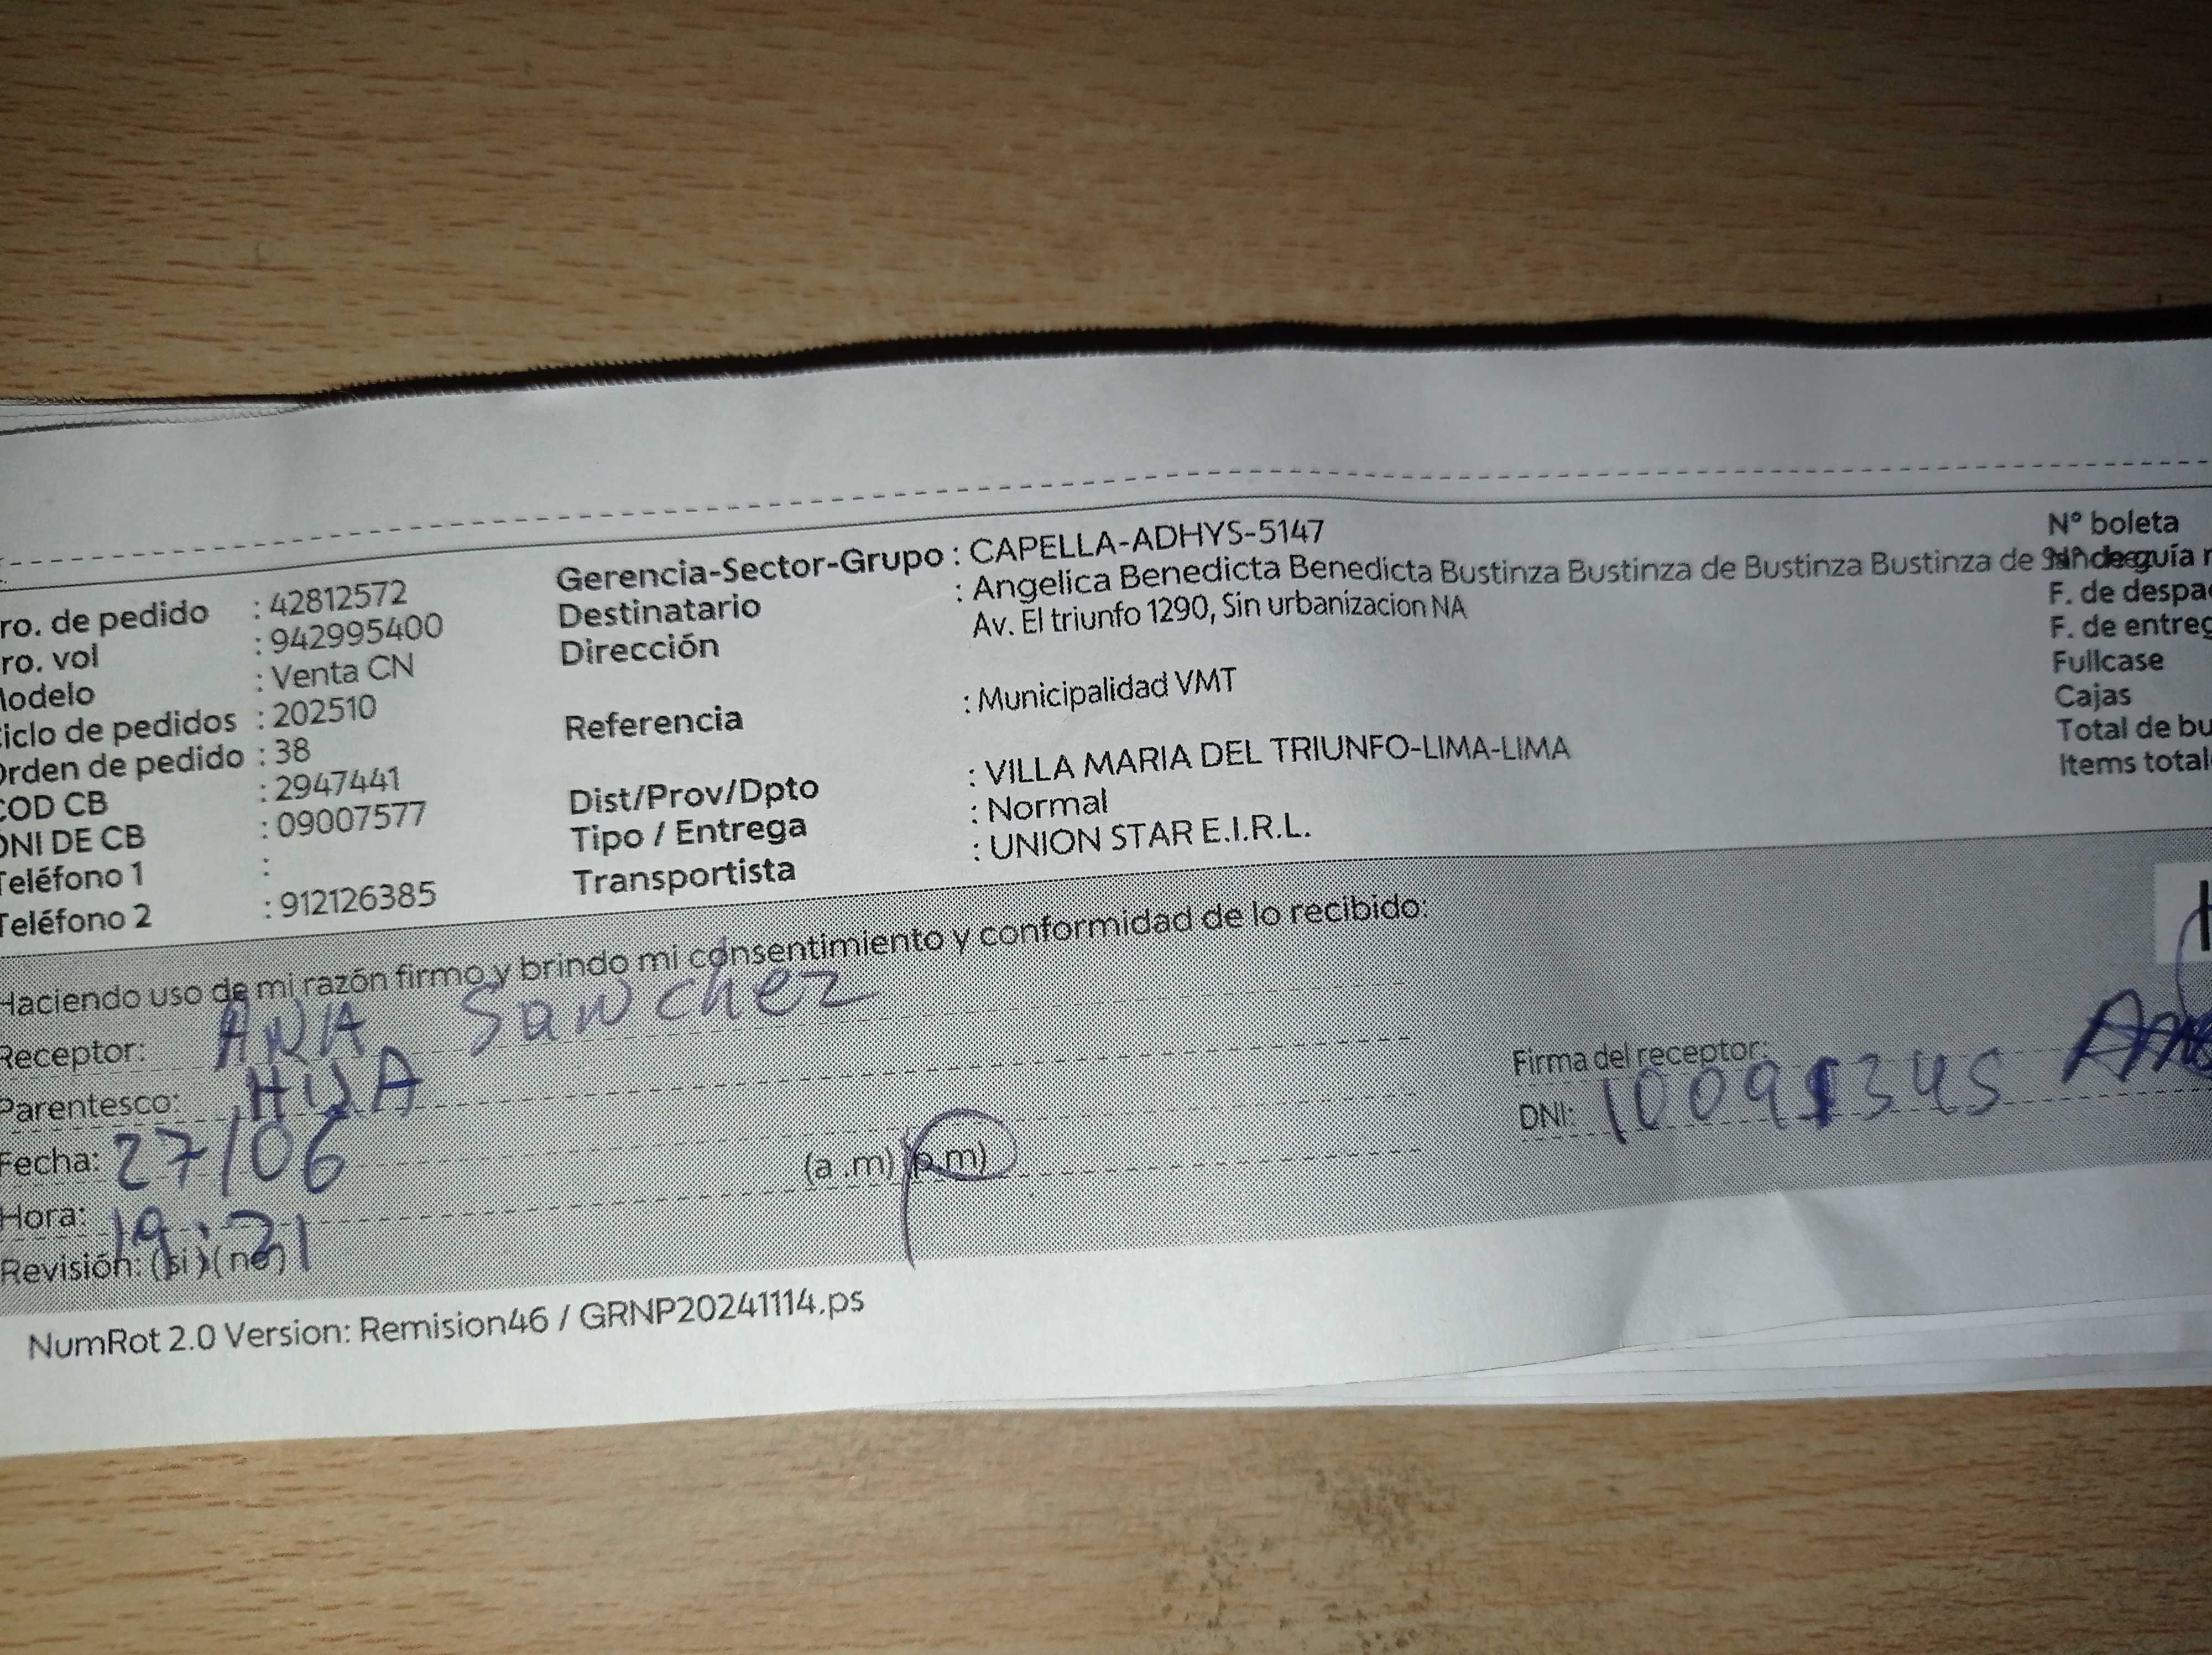 ro. de pedido : 42812572
ro. vol : 942995400
Modelo : Venta CN
iclo de pedidos : 202510
Orden de pedido : 38
COD CB : 2947441
DNI DE CB : 09007577
Teléfono 1 :
Teléfono 2 : 912126385
Gerencia-Sector-Grupo : CAPELLA-ADHYS-5147
Destinatario : Angelica Benedicta Benedicta Bustinza Bustinza de Bustinza Bustinza de
Dirección Av. El triunfo 1290, Sin urbanizacion NA
Referencia : Municipalidad VMT
Dist/Prov/Dpto : VILLA MARIA DEL TRIUNFO-LIMA-LIMA
Tipo / Entrega : Normal
Transportista : UNION STAR E.I.R.L.
N° boleta
N° de guía r
F. de despa
F. de entreg
Fullcase
Cajas
Total de bu
Items total
Haciendo uso de mi razón firmo y brindo mi consentimiento y conformidad de lo recibido:
Receptor: ANA Sanchez
Parentesco: HIJA
Fecha: 27/06
Hora: 19:21 (a .m) (p.m)
Revisión: (si) (no)
Firma del receptor:
DNI:
NumRot 2.0 Version: Remision46 / GRNP20241114.ps